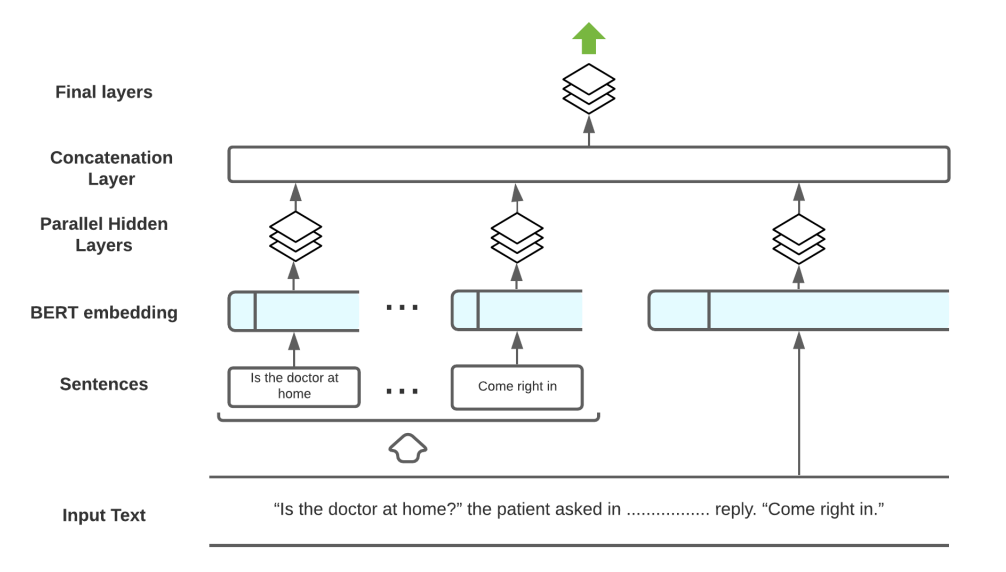 Final layers
Concatenation
Layer
Parallel Hidden
Layers
BERT embedding
...
Sentences
Is the doctor at
home
...
Come right in
Input Text
“Is the doctor at home?” the patient asked in ................. reply. “Come right in.”